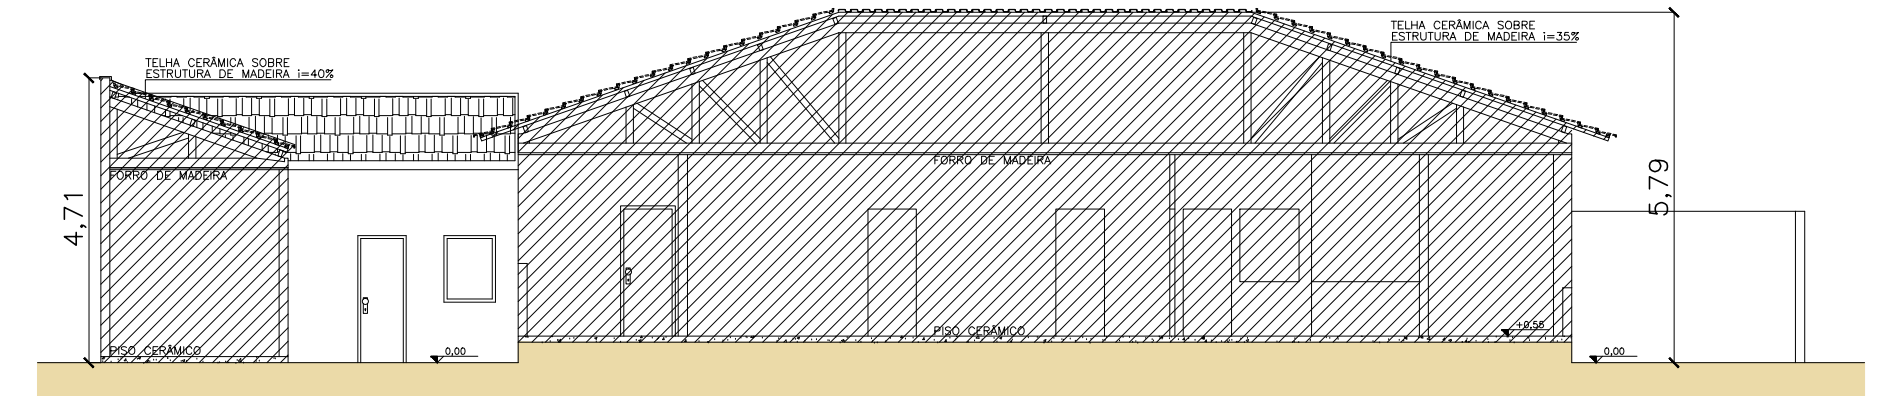 TELHA CERÂMICA SOBRE
ESTRUTURA DE MADEIRA i=35%
TELHA CERÂMICA SOBRE
ESTRUTURA DE MADEIRA i=40%
FORRO DE MADEIRA
FORRO DE MADEIRA
4,71
5,79
+0,55
PISO CERÂMICO
PISO CERÂMICO
0,00
0,00